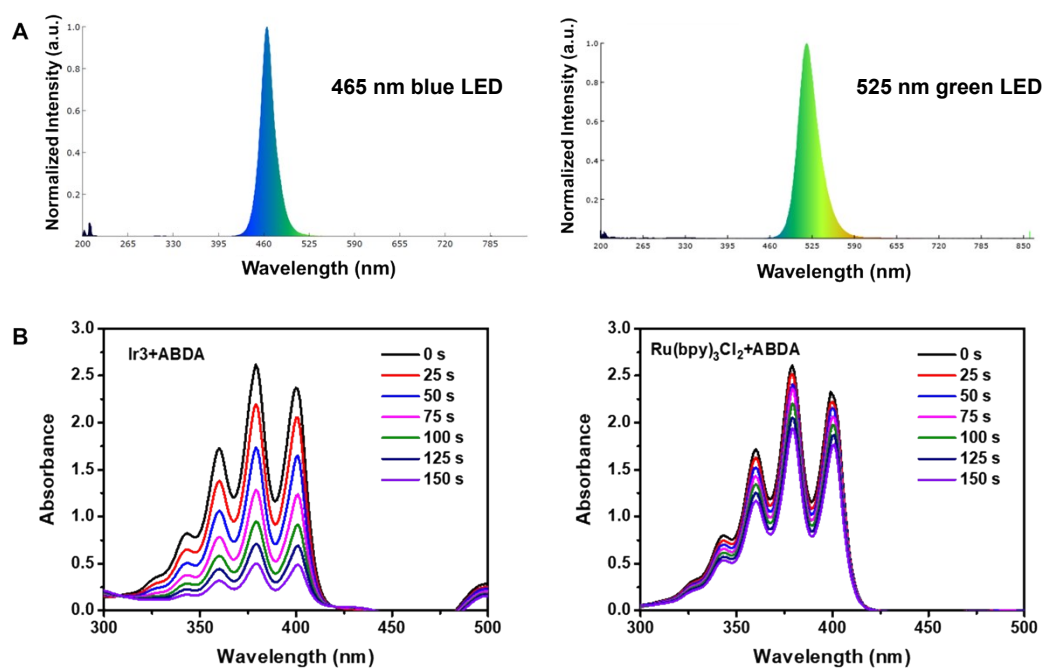 A
Normalized Intensity (a.u.)
1.0
0.8
0.6
0.4
0.2
465 nm blue LED
200 265 330 395 460 525 590 655 720 785
Wavelength (nm)
Normalized Intensity (a.u.)
1.0
0.8
0.6
0.4
0.2
525 nm green LED
200 265 330 395 460 525 590 655 720 785 850
Wavelength (nm)
B
Absorbance
3.0
2.5
2.0
1.5
1.0
0.5
0.0
Ir3+ABDA
0 s
25 s
50 s
75 s
100 s
125 s
150 s
300 350 400 450 500
Wavelength (nm)
Absorbance
3.0
2.5
2.0
1.5
1.0
0.5
0.0
Ru(bpy)₃Cl₂+ABDA
0 s
25 s
50 s
75 s
100 s
125 s
150 s
300 350 400 450 500
Wavelength (nm)